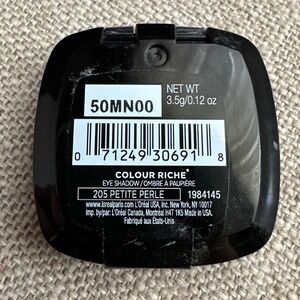 50MN00
NET WT
3.5g/0.12 oz
0 71249 30691 8
COLOUR RICHE®
EYE SHADOW/OMBRE À PAUPIÈRE
205 PETITE PERLE 1984145
www.lorealparis.com L'Oréal USA, Inc. New York, NY 10017
Imp. by/par: L'Oréal Canada, Montreal H4T 1K5 Made in USA.
Fabriqué aux États-Unis